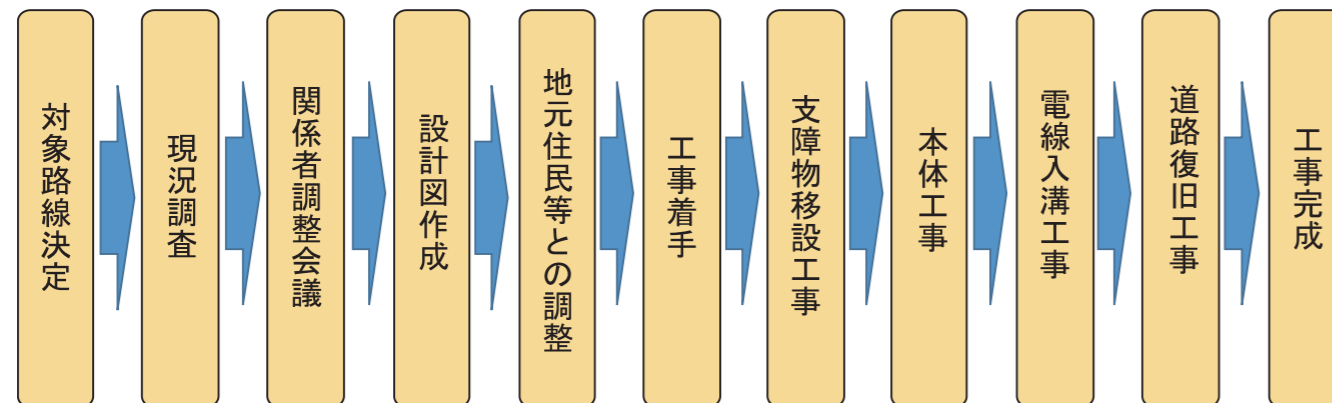 対象路線決定
現況調査
関係者調整会議
設計図作成
地元住民等との調整
工事着手
支障物移設工事
本体工事
電線入溝工事
道路復旧工事
工事完成